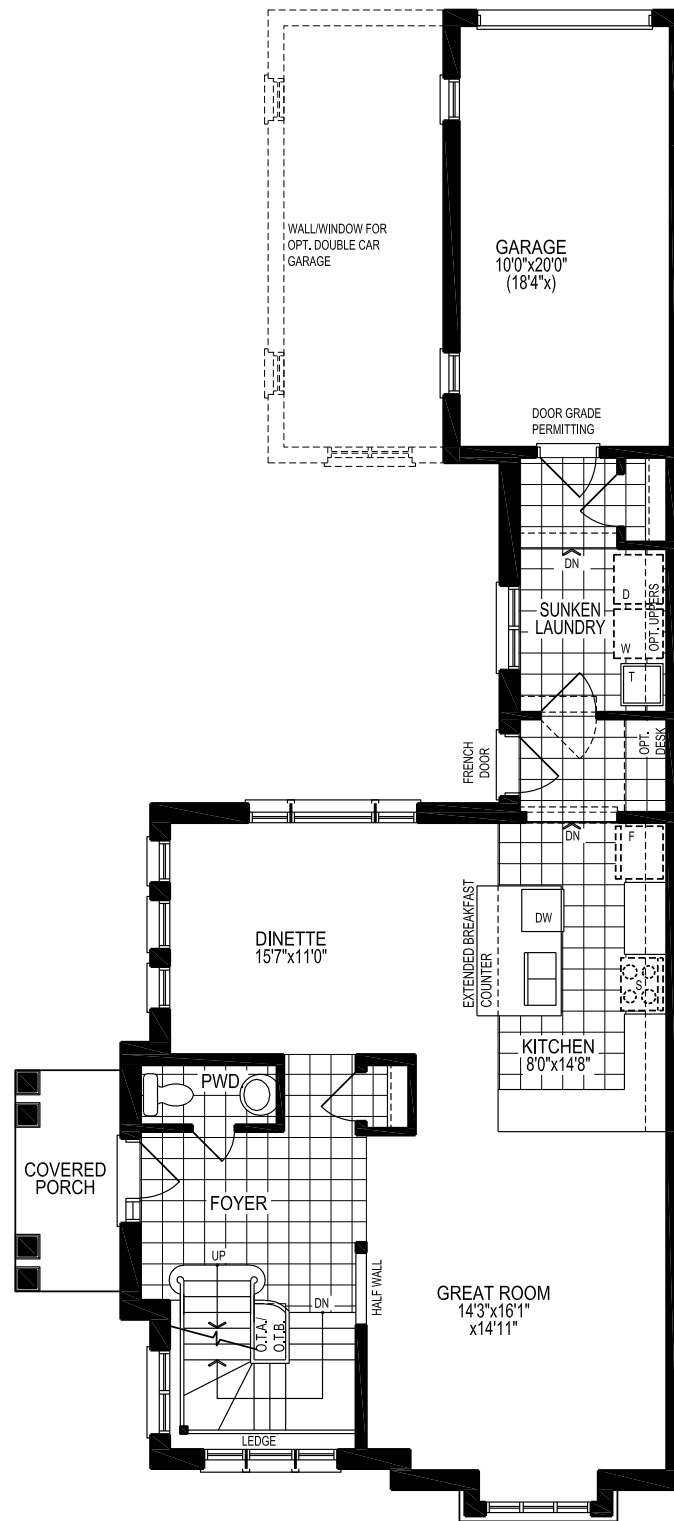 WALL/WINDOW FOR
OPT. DOUBLE CAR
GARAGE
GARAGE
10'0"x20'0"
(18'4"x)
DOOR GRADE
PERMITTING
DN
D
SUNKEN
LAUNDRY
OPT. UPPERS
W
T
FRENCH
DOOR
OPT.
DESK
DN
F
EXTENDED BREAKFAST
COUNTER
DW
DINETTE
15'7"x11'0"
S
KITCHEN
8'0"x14'8"
PWD.
COVERED
PORCH
FOYER
UP
DN
HALF WALL
O.T.A./
O.T.B.
GREAT ROOM
14'3"x16'1"
x14'11"
LEDGE